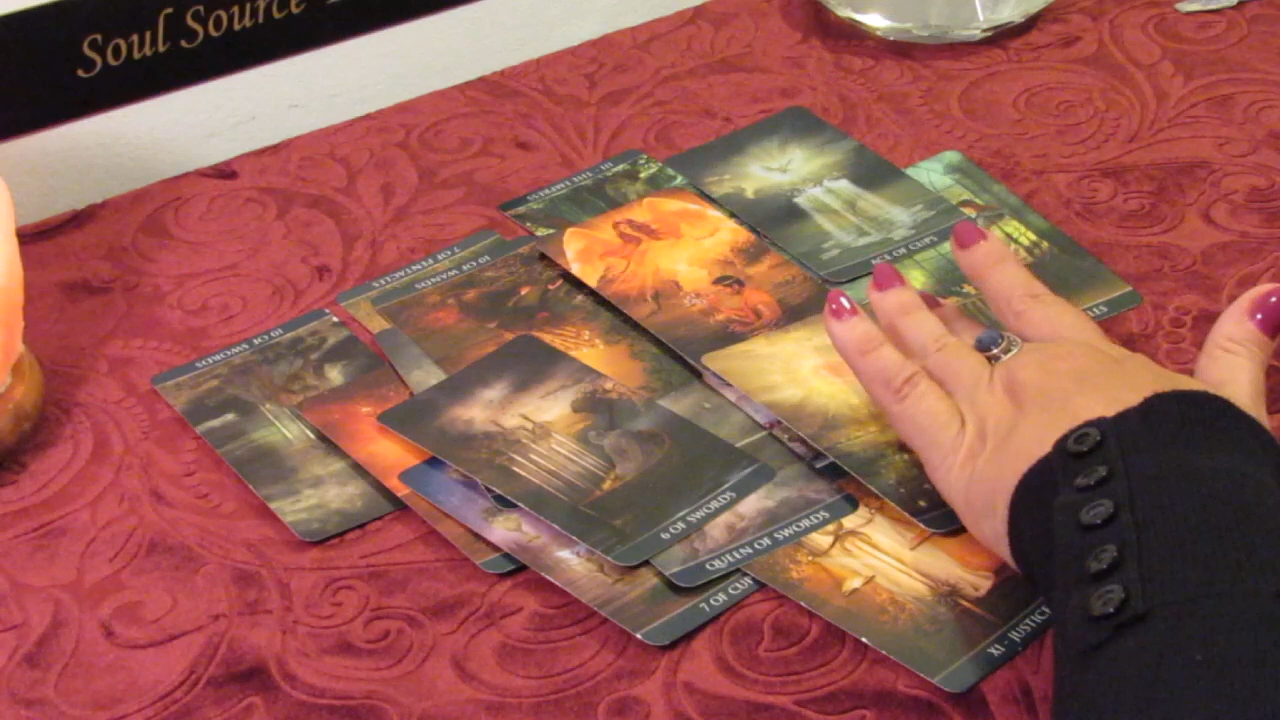 Soul Source
III - THE EMPRESS
ACE OF CUPS
7 OF PENTACLES
10 OF WANDS
10 OF SWORDS
6 OF SWORDS
QUEEN OF SWORDS
7 OF CUP
XI - JUSTICE